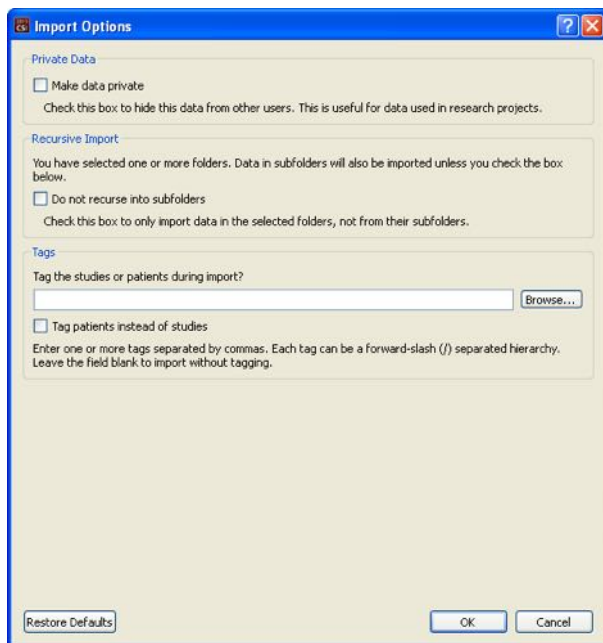 Import Options
Private Data
Make data private
Check this box to hide this data from other users. This is useful for data used in research projects.
Recursive Import
You have selected one or more folders. Data in subfolders will also be imported unless you check the box
below.
Do not recurse into subfolders
Check this box to only import data in the selected folders, not from their subfolders.
Tags
Tag the studies or patients during import?
Browse...
Tag patients instead of studies
Enter one or more tags separated by commas. Each tag can be a forward-slash (/) separated hierarchy.
Leave the field blank to import without tagging.
Restore Defaults OK Cancel